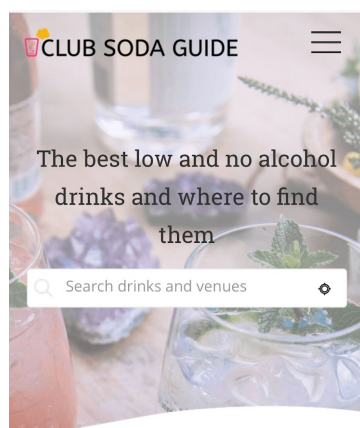 CLUB SODA GUIDE
The best low and no alcohol
drinks and where to find
them
Search drinks and venues